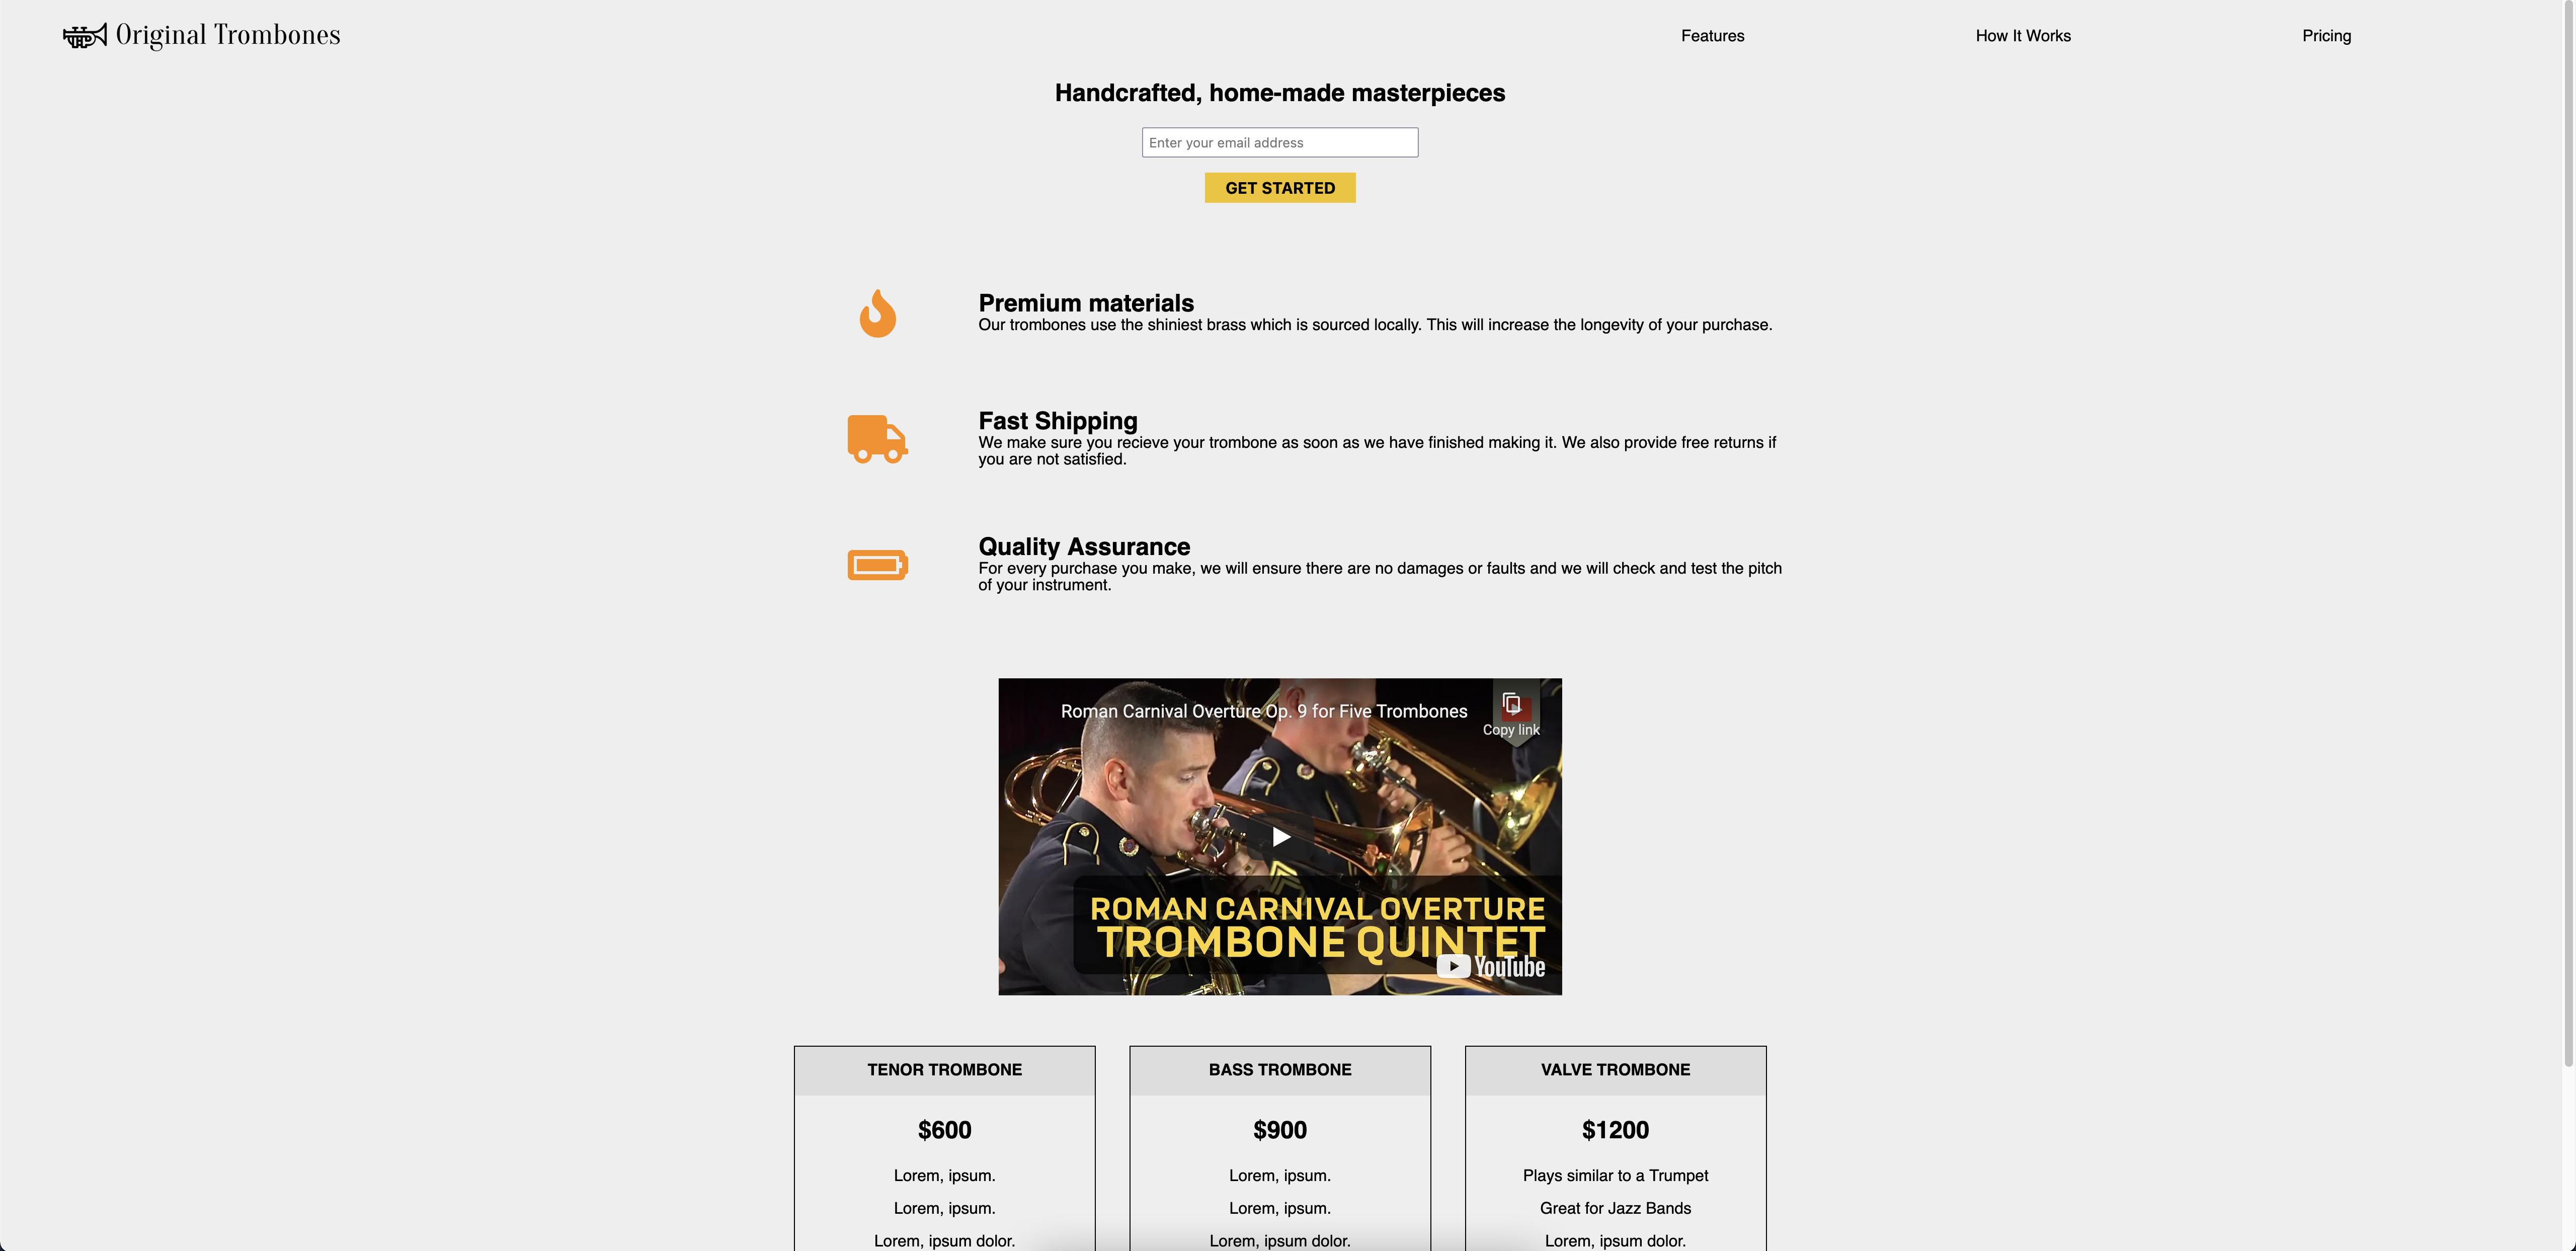 Original Trombones
Features
How It Works
Pricing
Handcrafted, home-made masterpieces
Enter your email address
GET STARTED
Premium materials
Our trombones use the shiniest brass which is sourced locally. This will increase the longevity of your purchase.
Fast Shipping
We make sure you recieve your trombone as soon as we have finished making it. We also provide free returns if
you are not satisfied.
Quality Assurance
For every purchase you make, we will ensure there are no damages or faults and we will check and test the pitch
of your instrument.
Roman Carnival Overture Op. 9 for Five Trombones
Copy link
ROMAN CARNIVAL OVERTURE
TROMBONE QUINTET
YouTube
TENOR TROMBONE
$600
Lorem, ipsum.
Lorem, ipsum.
Lorem, ipsum dolor.
BASS TROMBONE
$900
Lorem, ipsum.
Lorem, ipsum.
Lorem, ipsum dolor.
VALVE TROMBONE
$1200
Plays similar to a Trumpet
Great for Jazz Bands
Lorem, ipsum dolor.